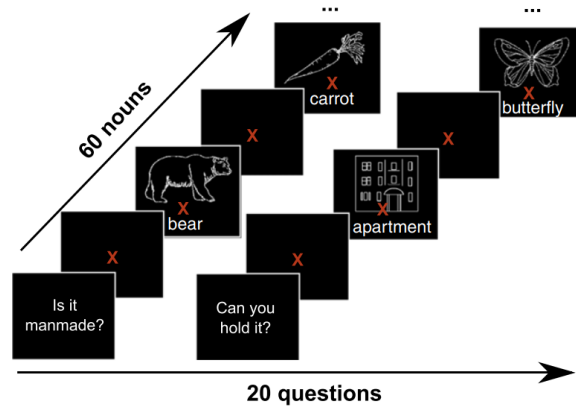 ...
...
carrot
butterfly
60 nouns
X
X
X
X
bear
apartment
X
X
X
X
Is it
manmade?
Can you
hold it?
20 questions